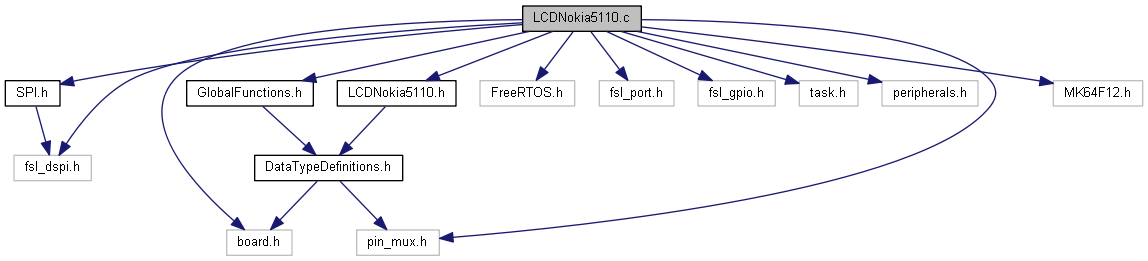 LCDNokia5110.c
SPI.h
GlobalFunctions.h
LCDNokia5110.h
FreeRTOS.h
fsl_port.h
fsl_gpio.h
task.h
peripherals.h
MK64F12.h
fsl_dspi.h
DataTypeDefinitions.h
board.h
pin_mux.h